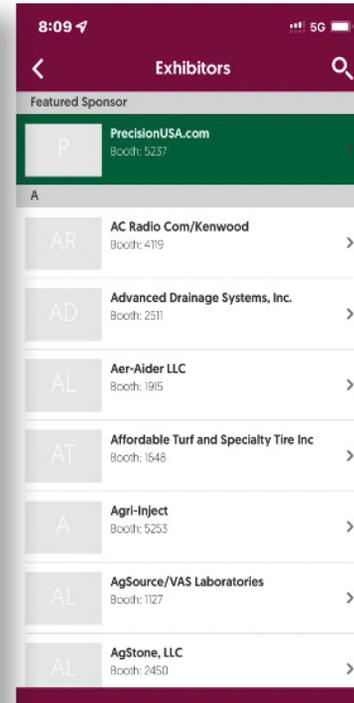 8:09
5G
Exhibitors
Featured Sponsor
P
PrecisionUSA.com
Booth: 5237
A
AR
AC Radio Com/Kenwood
Booth: 4119
AD
Advanced Drainage Systems, Inc.
Booth: 2511
AL
Aer-Aider LLC
Booth: 1915
AT
Affordable Turf and Specialty Tire Inc
Booth: 1648
A
Agri-Inject
Booth: 5253
AL
AgSource/VAS Laboratories
Booth: 1127
AL
AgStone, LLC
Booth: 2450